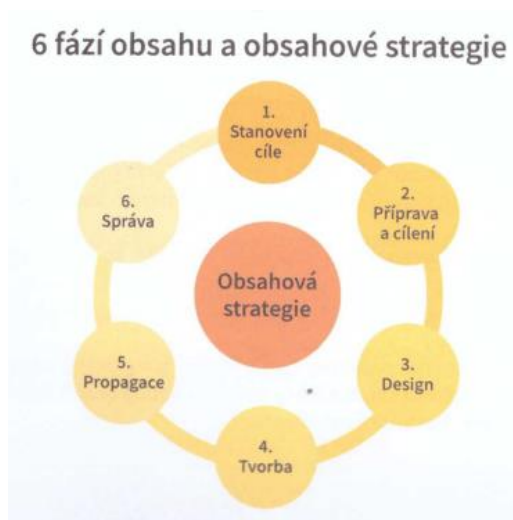 6 fází obsahu a obsahové strategie
1.
Stanovení
cíle
2.
Příprava
a cílení
3.
Design
4.
Tvorba
5.
Propagace
6.
Správa
Obsahová
strategie